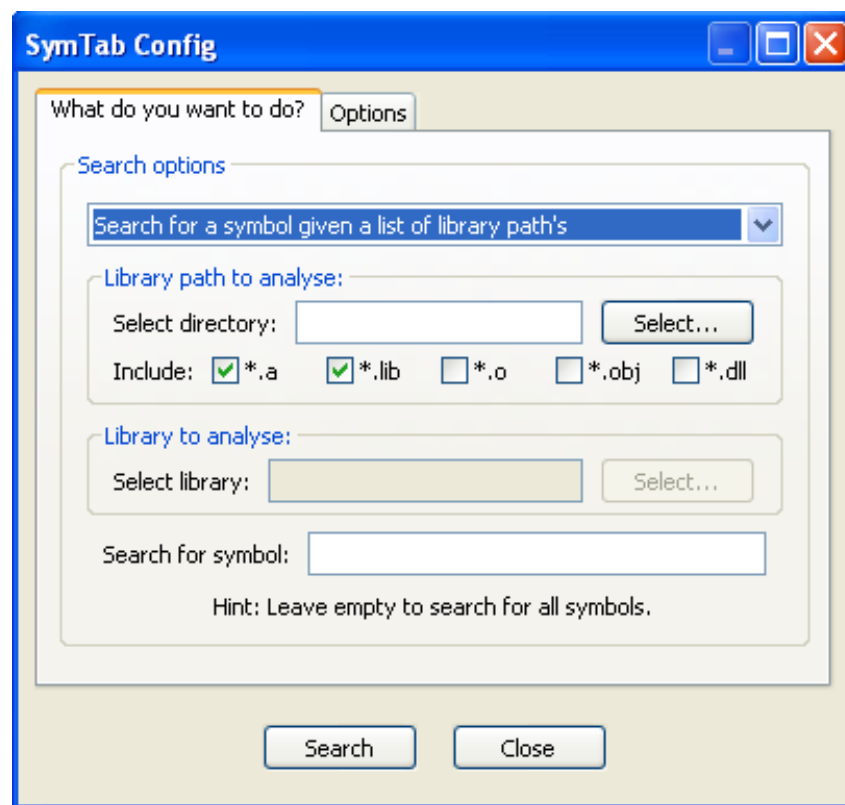 SymTab Config
What do you want to do? Options
Search options
Search for a symbol given a list of library path's
Library path to analyse:
Select directory: Select...
Include: *.a *.lib *.o *.obj *.dll
Library to analyse:
Select library: Select...
Search for symbol:
Hint: Leave empty to search for all symbols.
Search Close